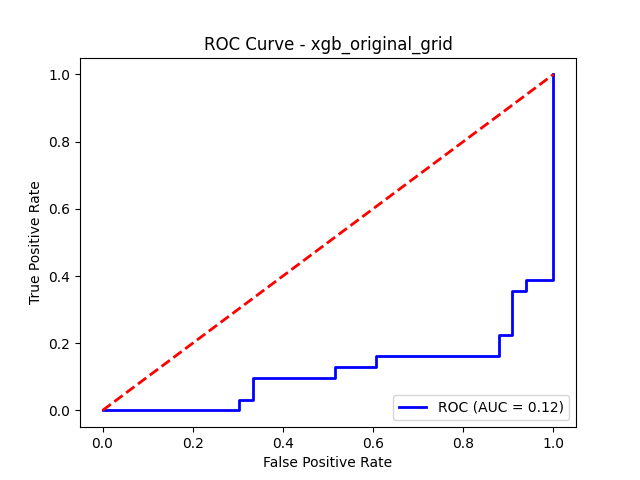 ROC Curve - xgb_original_grid
True Positive Rate
1.0
0.8
0.6
0.4
0.2
0.0
ROC (AUC = 0.12)
0.0 0.2 0.4 0.6 0.8 1.0
False Positive Rate